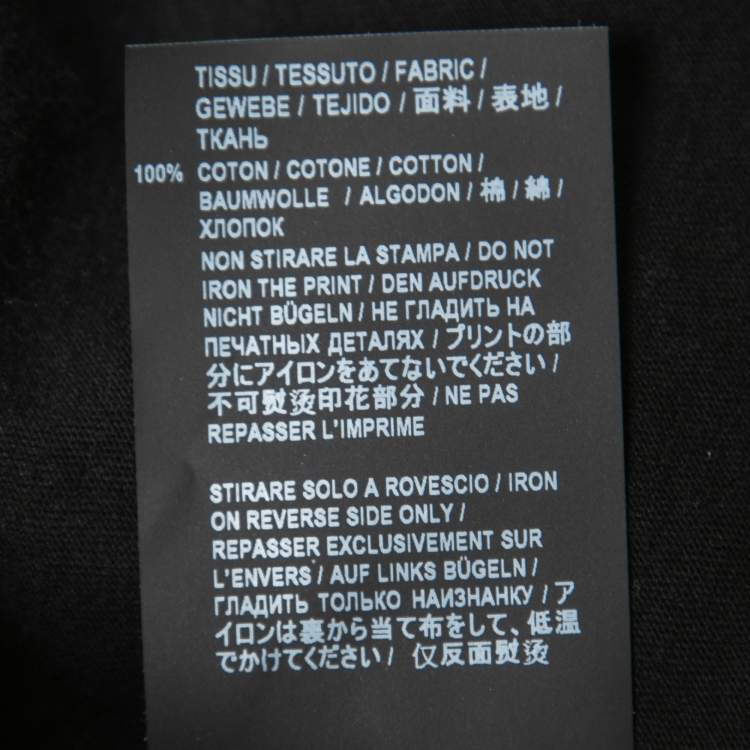 TISSU / TESSUTO / FABRIC /
GEWEBE / TEJIDO / 面料 / 表地 /
ТКАНЬ
100% COTON / COTONE / COTTON /
BAUMWOLLE / ALGODON / 棉 / 綿 /
ХЛОПОК
NON STIRARE LA STAMPA / DO NOT
IRON THE PRINT / DEN AUFDRUCK
NICHT BÜGELN / НЕ ГЛАДИТЬ НА
ПЕЧАТНЫХ ДЕТАЛЯХ / プリントの部
分にアイロンをあてないでください /
不可熨烫印花部分 / NE PAS
REPASSER L'IMPRIME
STIRARE SOLO A ROVESCIO / IRON
ON REVERSE SIDE ONLY /
REPASSER EXCLUSIVEMENT SUR
L'ENVERS / AUF LINKS BÜGELN /
ГЛАДИТЬ ТОЛЬКО НАИЗНАНКУ / ア
イロンは裏から当て布をして、低温
でかけてください / 仅反面熨烫